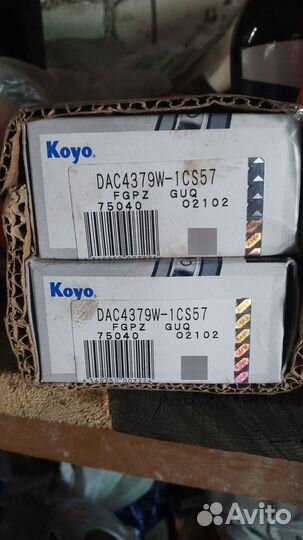 Koyo
DAC4379W-1CS57
FGPZ GUQ
75040 02102
Koyo
DAC4379W-1CS57
FGPZ GUQ
75040 02102
Avito